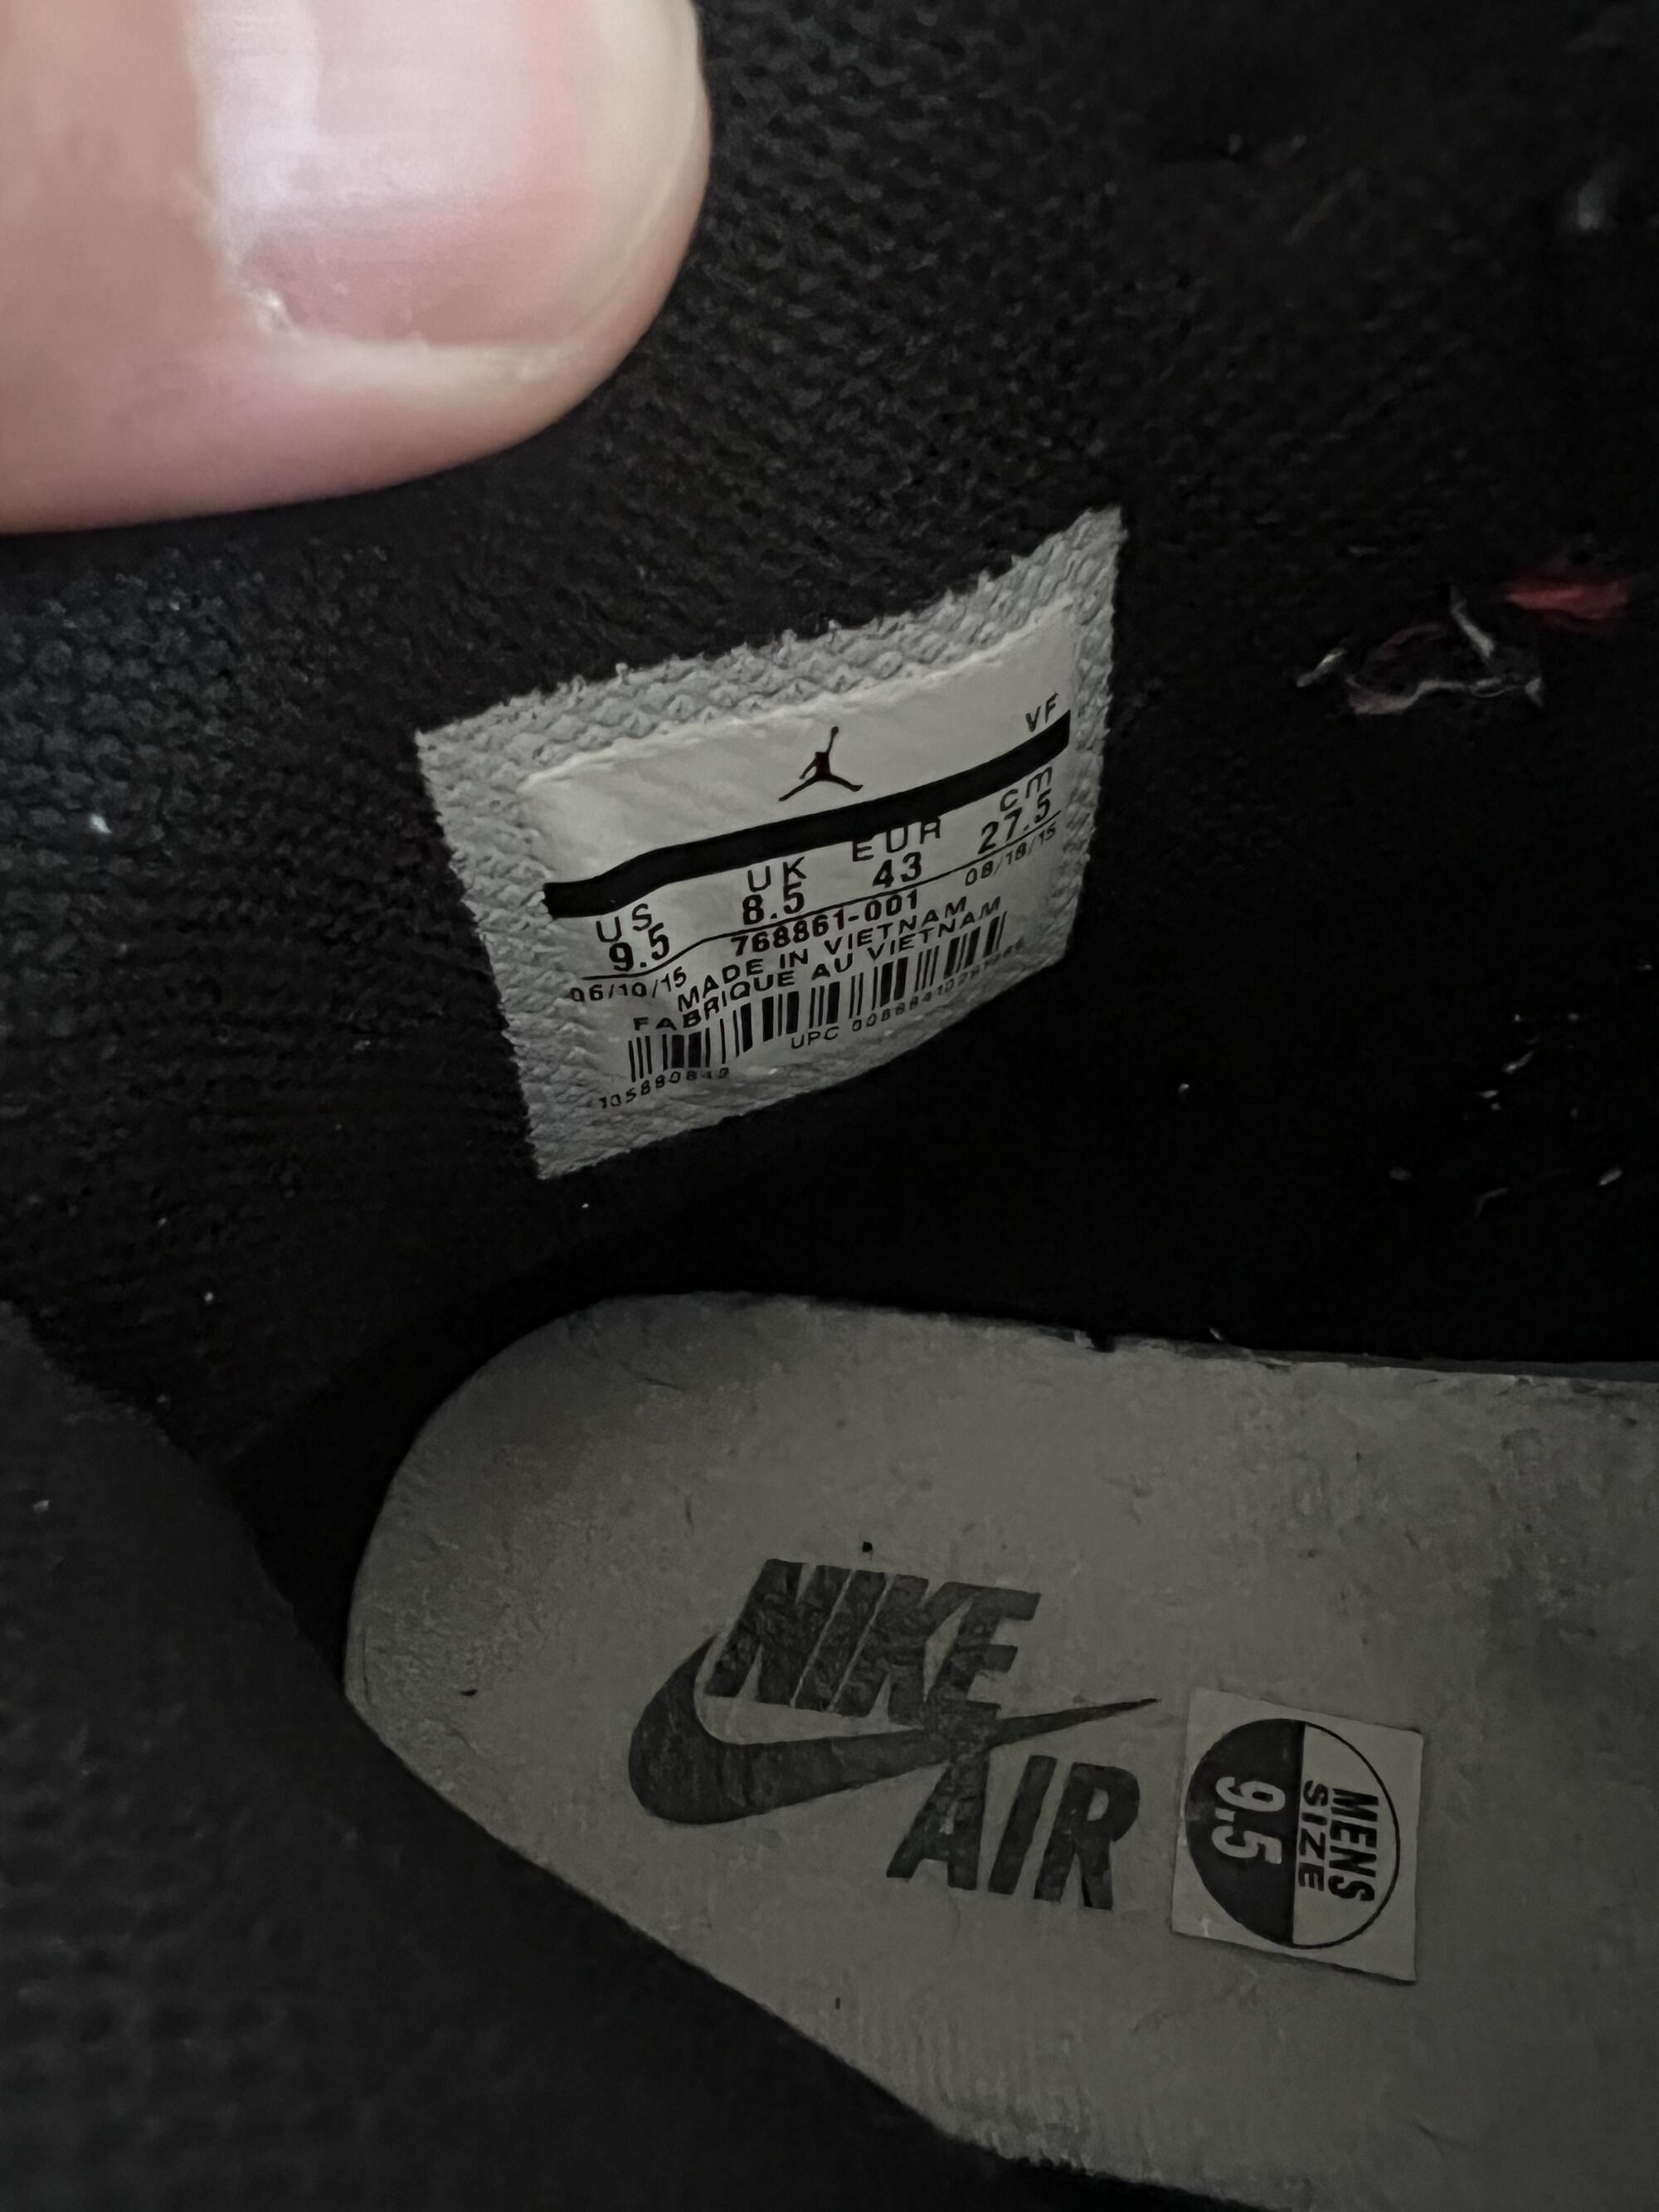 VF
US UK EUR cm
9.5 8.5 43 27.5
06/10/15 768861-001 08/18/15
MADE IN VIETNAM
FABRIQUE AU VIETNAM
UPC
NIKE
AIR
MENS
SIZE
9.5